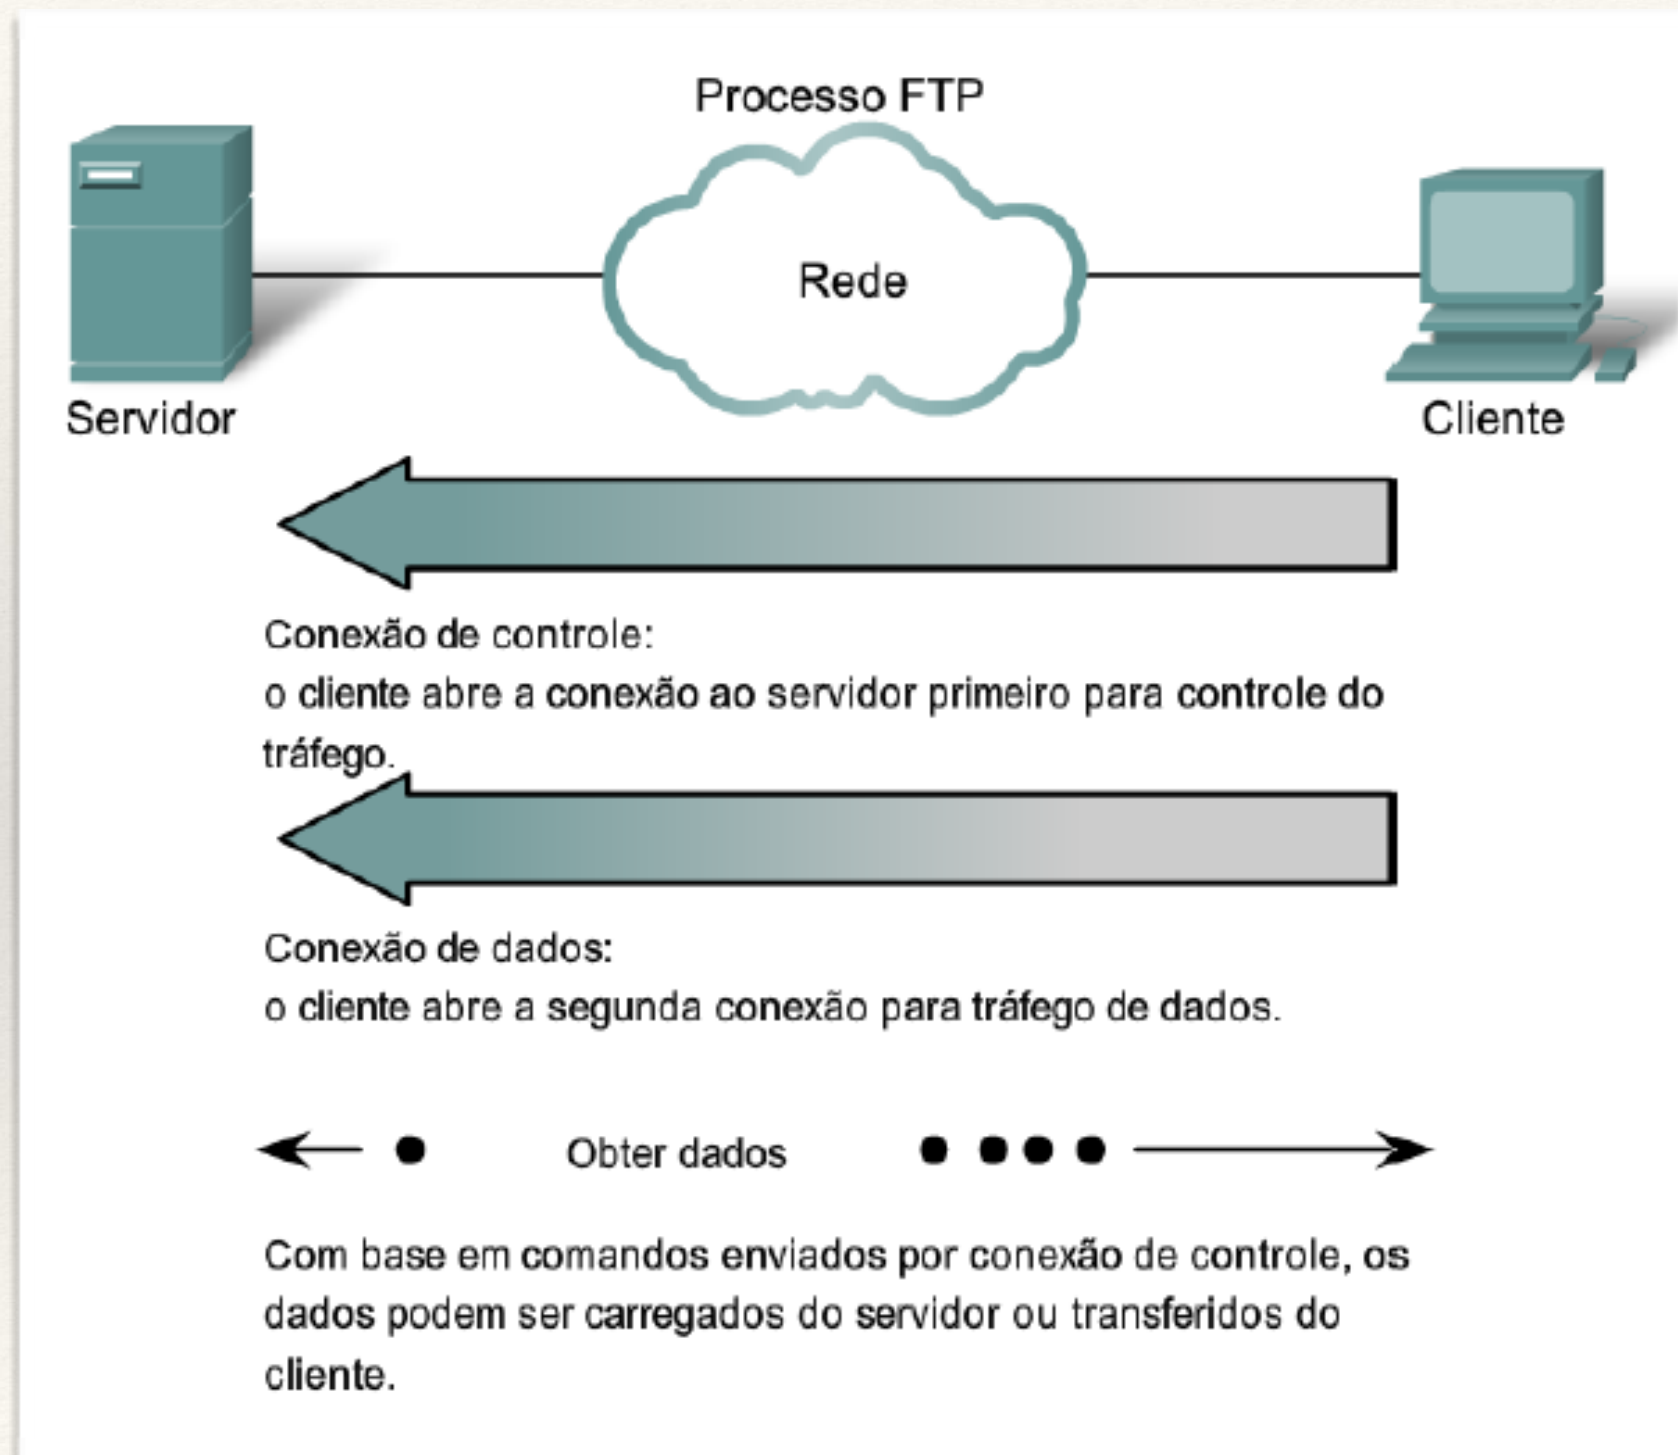 Processo FTP
Rede
Servidor
Cliente
Conexão de controle:
o cliente abre a conexão ao servidor primeiro para controle do
tráfego.
Conexão de dados:
o cliente abre a segunda conexão para tráfego de dados.
Obter dados
Com base em comandos enviados por conexão de controle, os
dados podem ser carregados do servidor ou transferidos do
cliente.